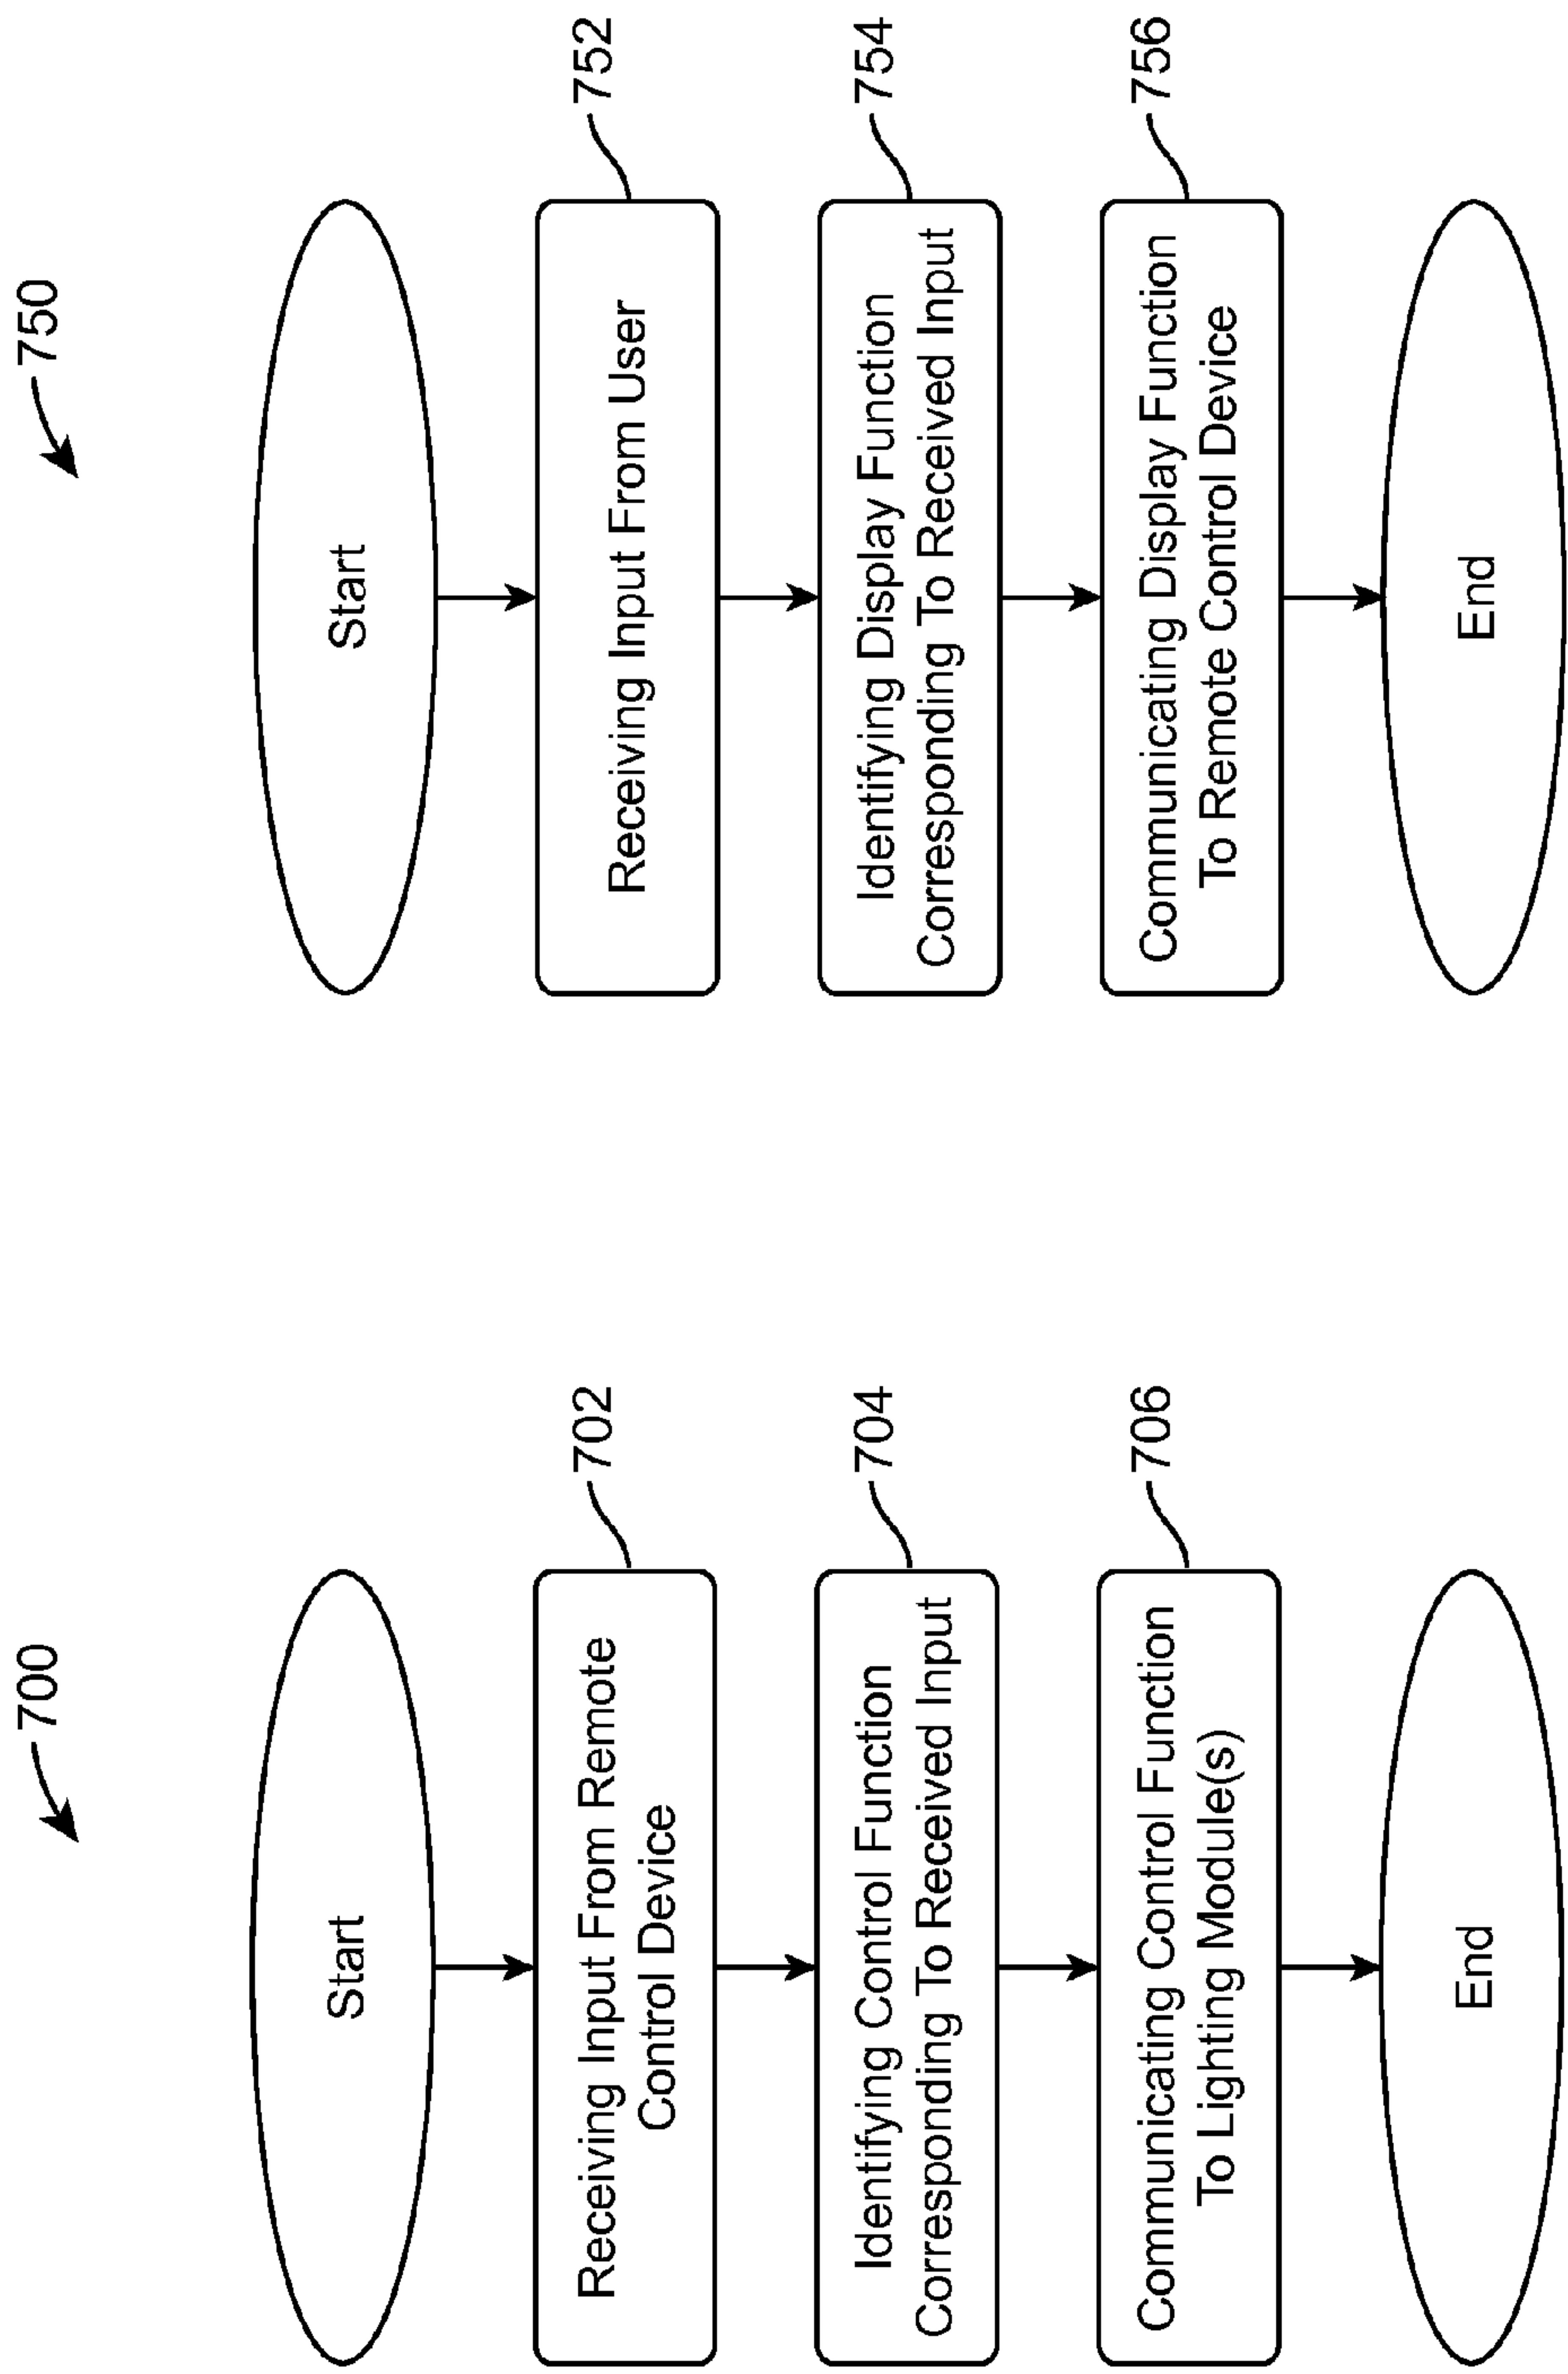 700
Start
Receiving Input From Remote
Control Device
702
Identifying Control Function
Corresponding To Received Input
704
Communicating Control Function
To Lighting Module(s)
706
End
750
Start
Receiving Input From User
752
Identifying Display Function
Corresponding To Received Input
754
Communicating Display Function
To Remote Control Device
756
End